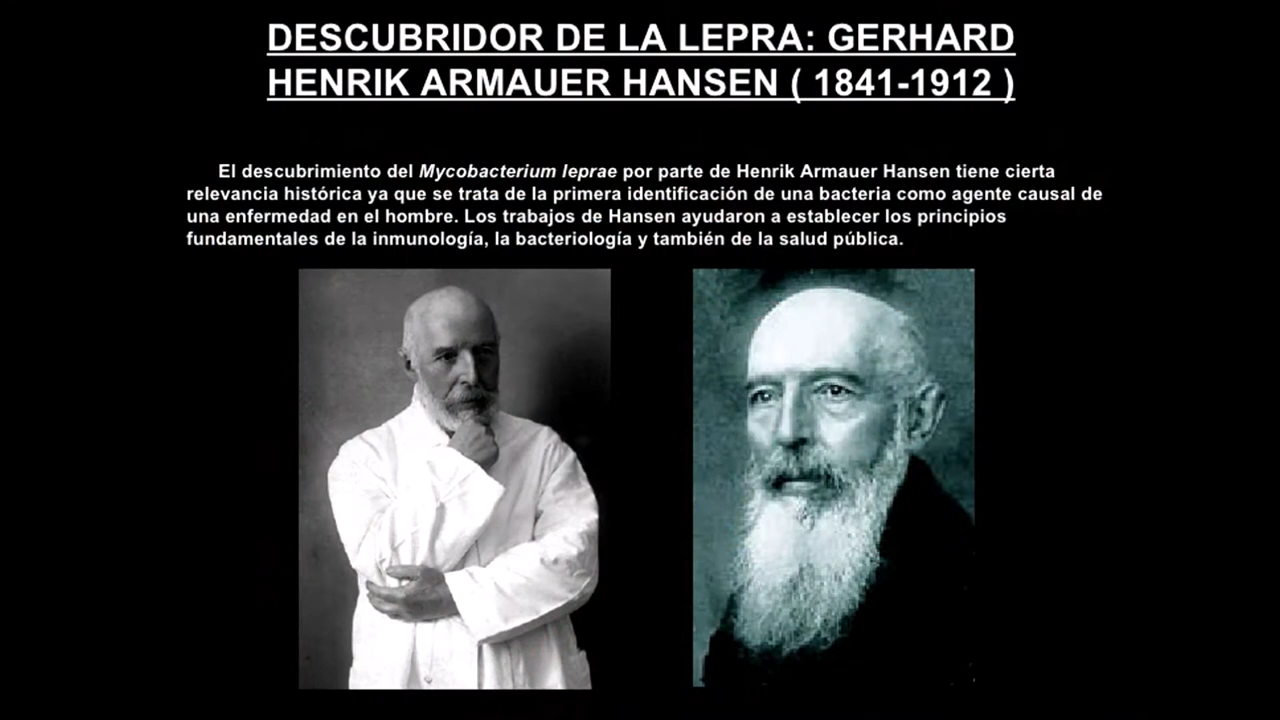 DESCUBRIDOR DE LA LEPRA: GERHARD
HENRIK ARMAUER HANSEN ( 1841-1912 )
El descubrimiento del Mycobacterium leprae por parte de Henrik Armauer Hansen tiene cierta
relevancia histórica ya que se trata de la primera identificación de una bacteria como agente causal de
una enfermedad en el hombre. Los trabajos de Hansen ayudaron a establecer los principios
fundamentales de la inmunología, la bacteriología y también de la salud pública.